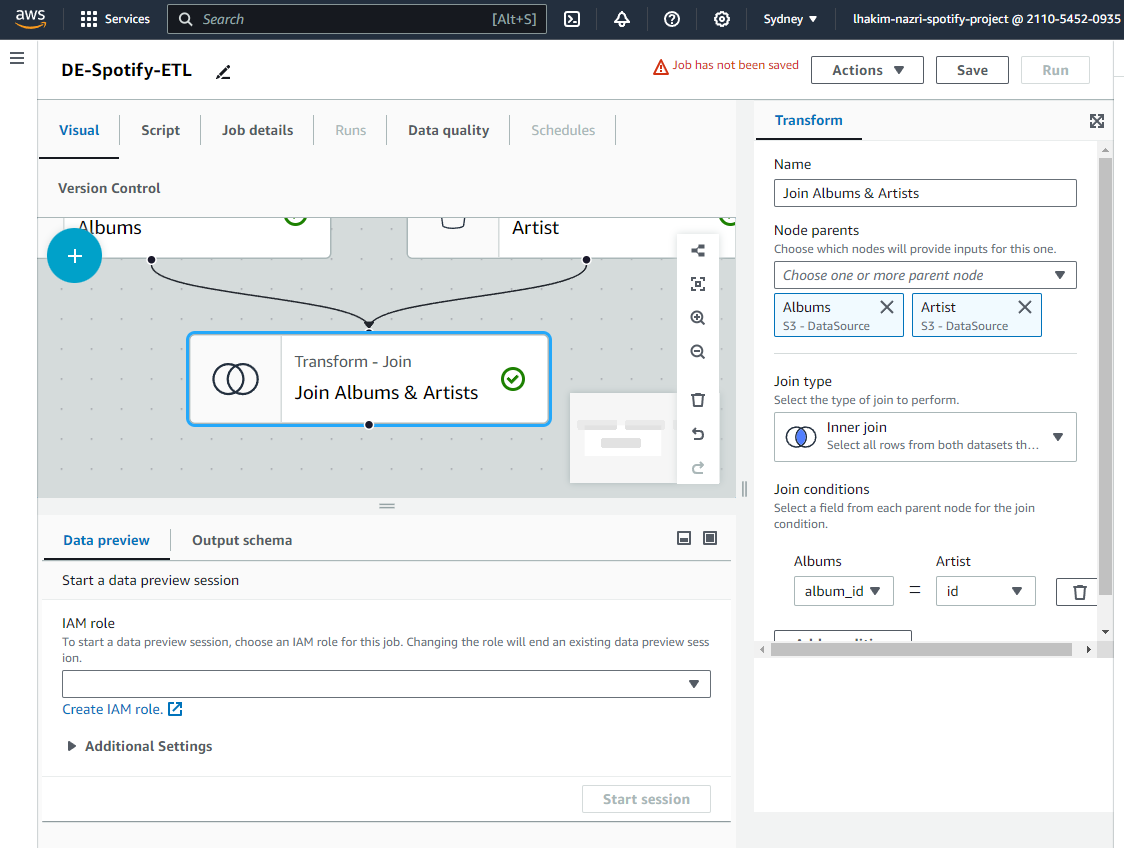 aws
Services
Search
[Alt+S]
Sydney
lhakim-nazri-spotify-project @ 2110-5452-0935
DE-Spotify-ETL
Job has not been saved
Actions
Save
Run
Visual
Script
Job details
Runs
Data quality
Schedules
Version Control
Albums
Artist
+
Transform - Join
Join Albums & Artists
Data preview
Output schema
Start a data preview session
IAM role
To start a data preview session, choose an IAM role for this job. Changing the role will end an existing data preview sess
ion.
Create IAM role.
Additional Settings
Start session
Transform
Name
Join Albums & Artists
Node parents
Choose which nodes will provide inputs for this one.
Choose one or more parent node
Albums
S3 - DataSource
Artist
S3 - DataSource
Join type
Select the type of join to perform.
Inner join
Select all rows from both datasets th...
Join conditions
Select a field from each parent node for the join
condition.
Albums
Artist
album_id
=
id